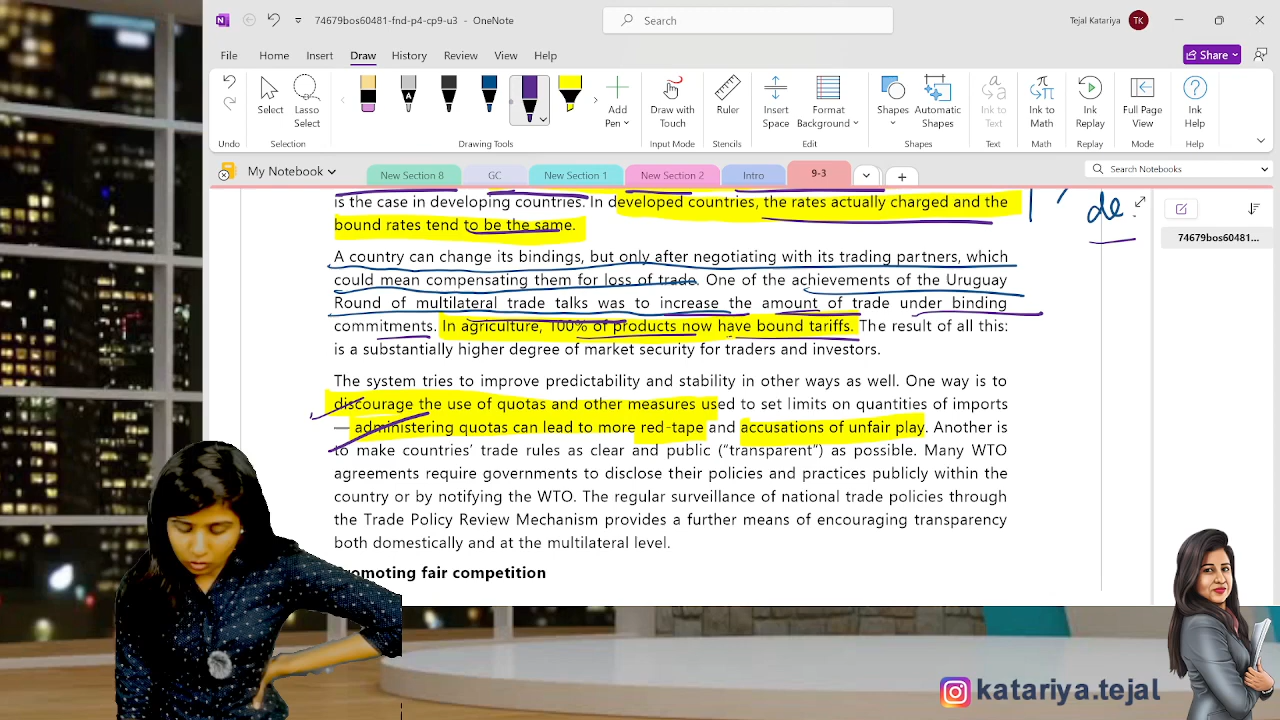 74679bos60481-fnd-p4-cp9-u3 - OneNote
Search
Tejal Katariya
TK
File Home Insert Draw History Review View Help
Share
Select
Lasso Select
Add Pen
Draw with Touch
Ruler
Insert Space
Format Background
Shapes
Automatic Shapes
Ink to Text
Ink to Math
Ink Replay
Full Page View
Ink Help
Undo Selection Drawing Tools Input Mode Stencils Edit Shapes Text Math Replay Mode Help
My Notebook
New Section 8
GC
New Section 1
New Section 2
Intro
9-3
Search Notebooks
74679bos60481...
is the case in developing countries. In developed countries, the rates actually charged and the
bound rates tend to be the same.
de
A country can change its bindings, but only after negotiating with its trading partners, which
could mean compensating them for loss of trade. One of the achievements of the Uruguay
Round of multilateral trade talks was to increase the amount of trade under binding
commitments. In agriculture, 100% of products now have bound tariffs. The result of all this:
is a substantially higher degree of market security for traders and investors.
The system tries to improve predictability and stability in other ways as well. One way is to
discourage the use of quotas and other measures used to set limits on quantities of imports
— administering quotas can lead to more red-tape and accusations of unfair play. Another is
to make countries’ trade rules as clear and public (“transparent”) as possible. Many WTO
agreements require governments to disclose their policies and practices publicly within the
country or by notifying the WTO. The regular surveillance of national trade policies through
the Trade Policy Review Mechanism provides a further means of encouraging transparency
both domestically and at the multilateral level.
omoting fair competition
katariya.tejal